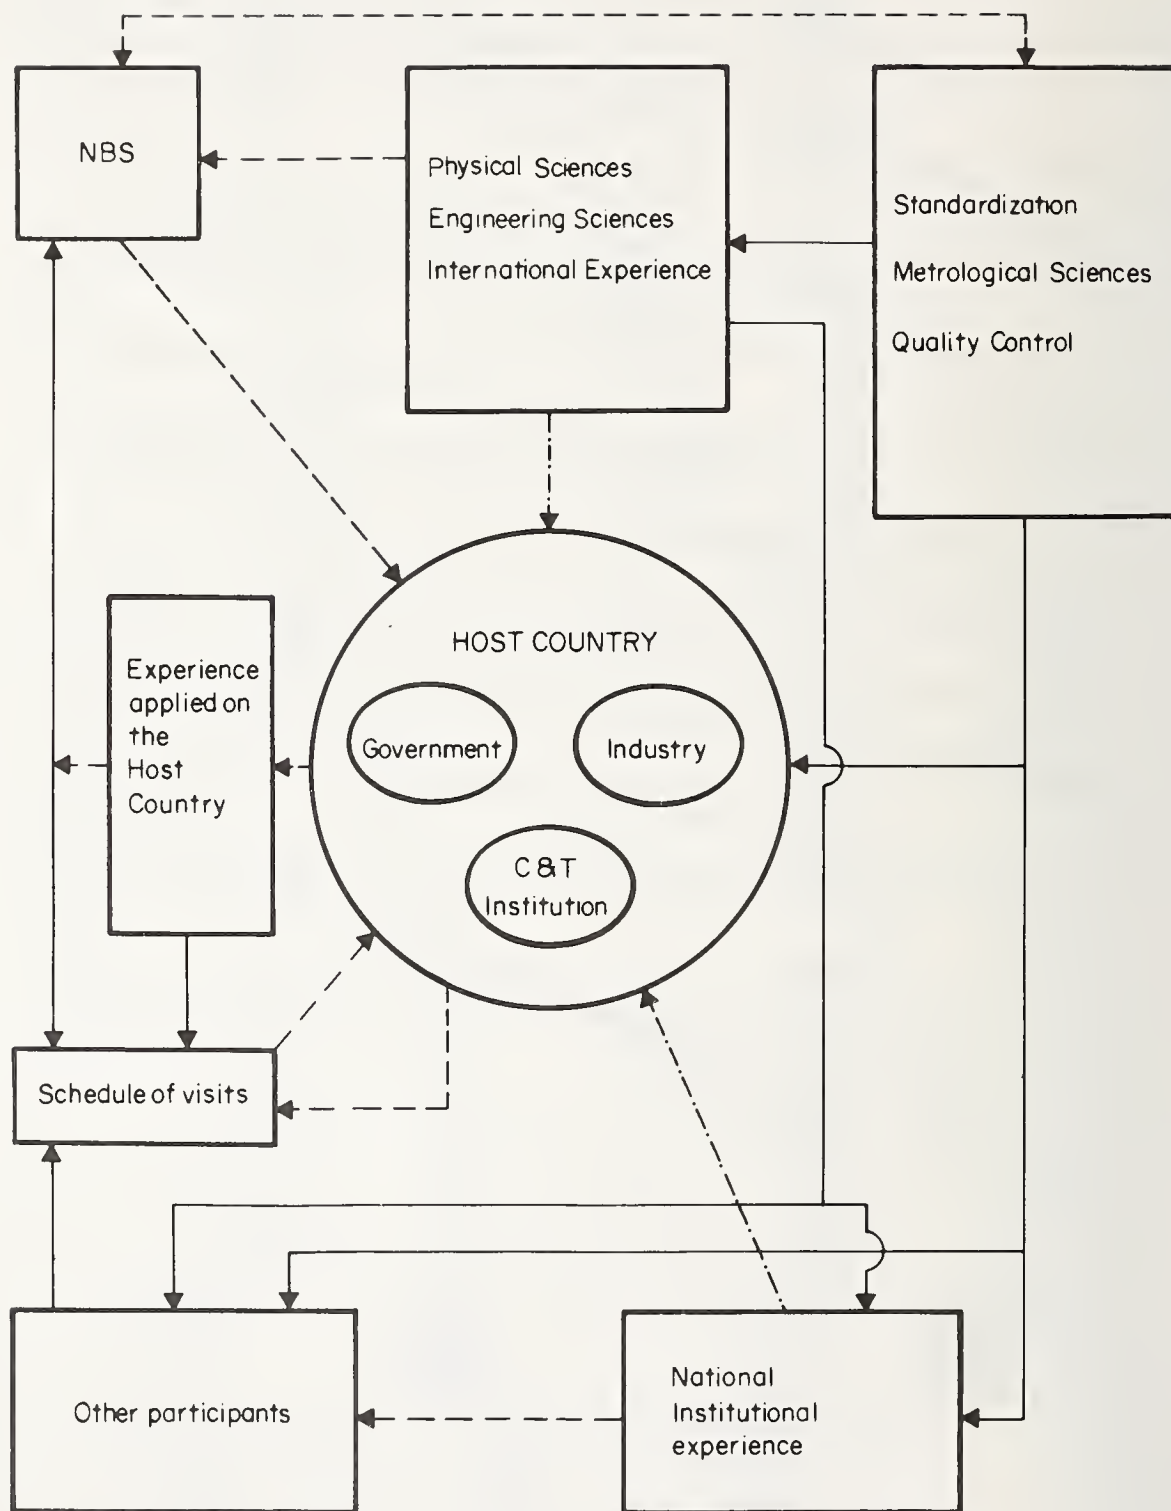 NBS
Physical Sciences
Engineering Sciences
International Experience
Standardization
Metrological Sciences
Quality Control
HOST COUNTRY
Government
Industry
C & T
Institution
Experience
applied on
the
Host
Country
Schedule of visits
Other participants
National
Institutional
experience